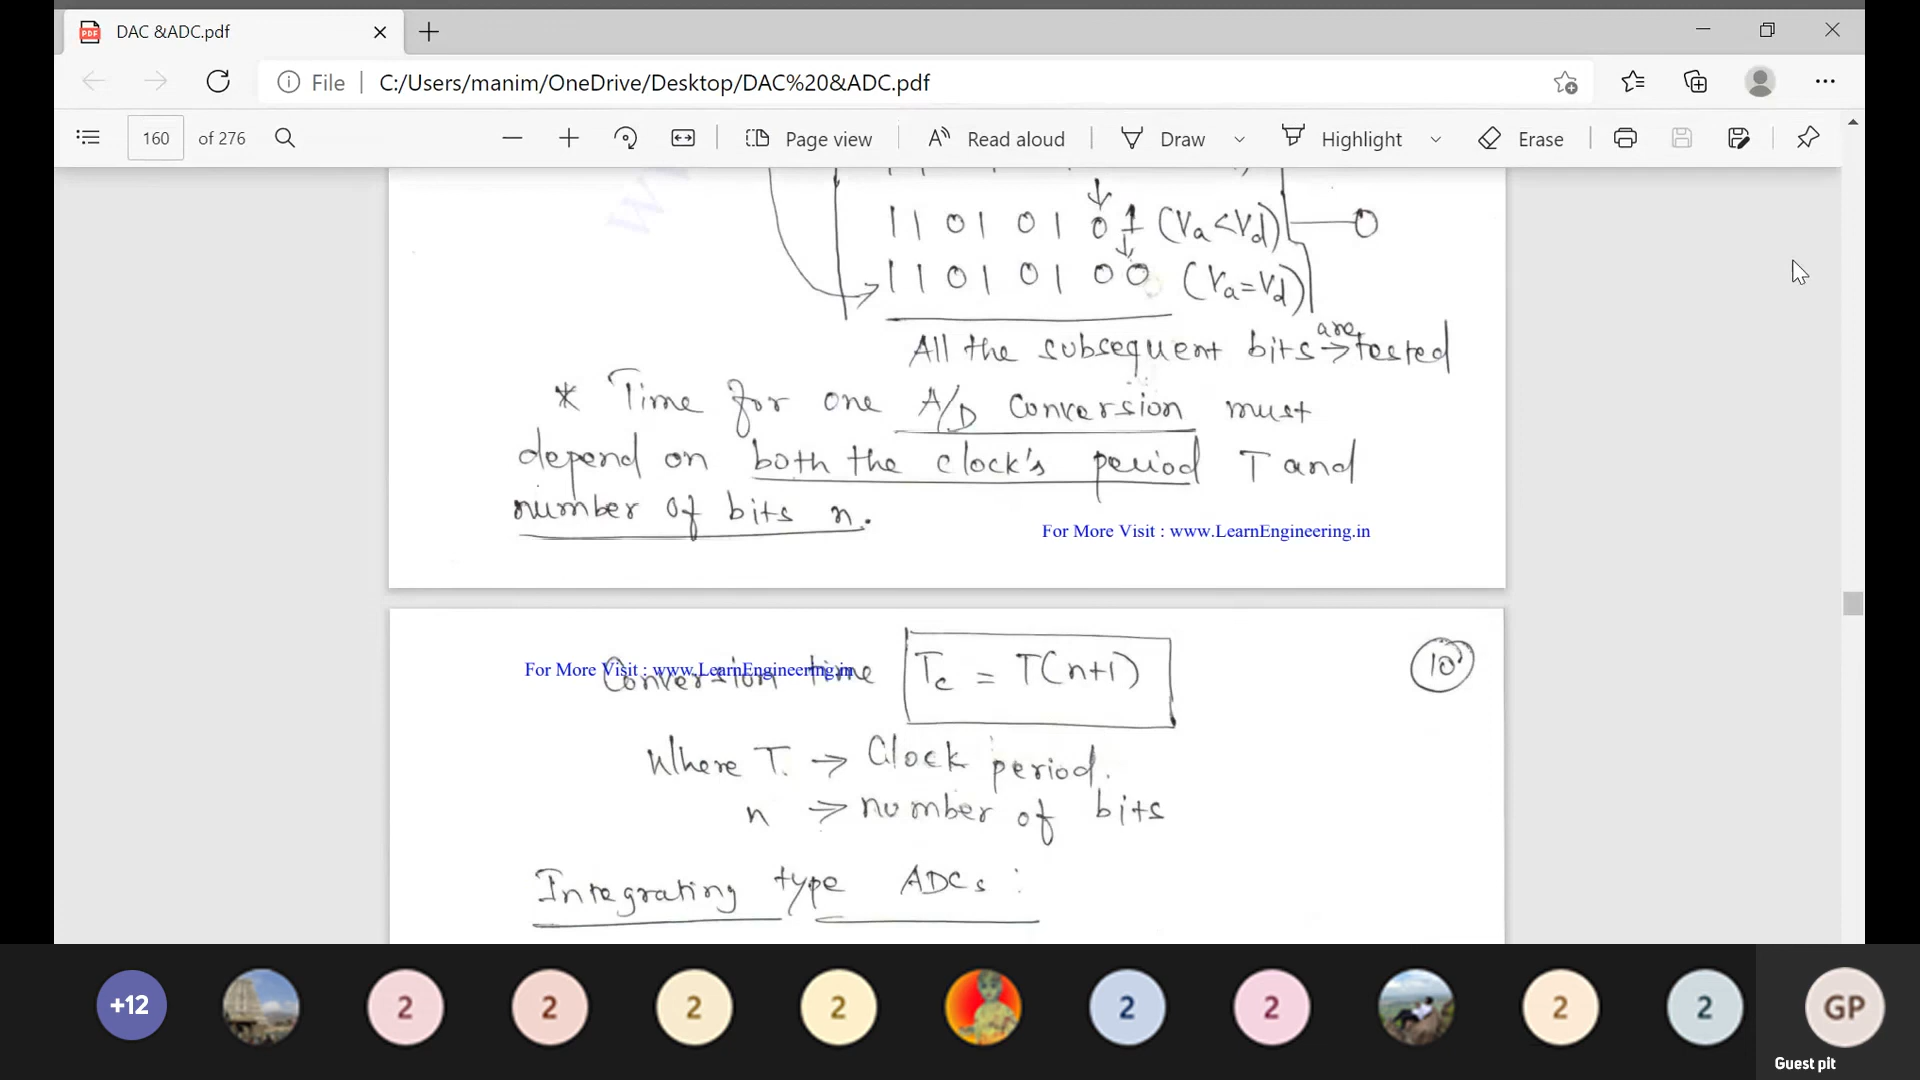 DAC &ADC.pdf
File
C:/Users/manim/OneDrive/Desktop/DAC%20&ADC.pdf
160 of 276
Page view
Read aloud
Draw
Highlight
Erase
1 1 0 1 0 1 0 1 (Va<Vd) 0
1 1 0 1 0 1 0 0 (Va=Vd)
All the subsequent bits are → tested
* Time for one A/D Conversion must
depend on both the clock's period T and
number of bits n.
For More Visit : www.LearnEngineering.in
For More Visit : www.LearnEngineering.in
Conversion time Tc = T(n+1)
10
Where T. → Clock period.
n → number of bits
Integrating type ADCs :
+12
2
2
2
2
2
2
2
2
GP
Guest pit